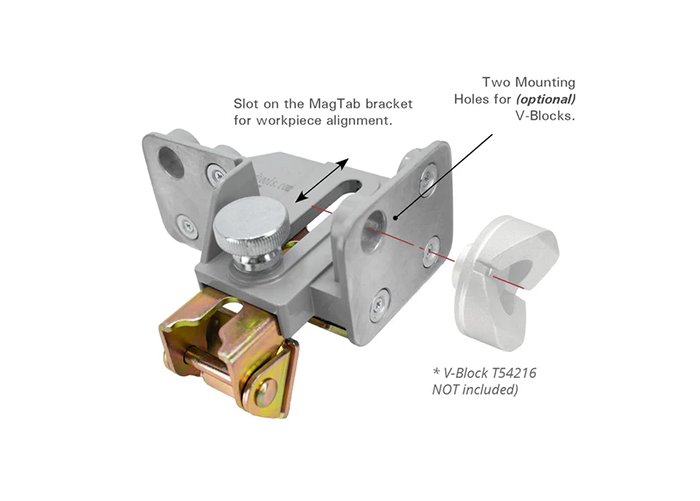 Two Mounting
Holes for (optional)
V-Blocks.
Slot on the MagTab bracket
for workpiece alignment.
* V-Block T54216
NOT included)